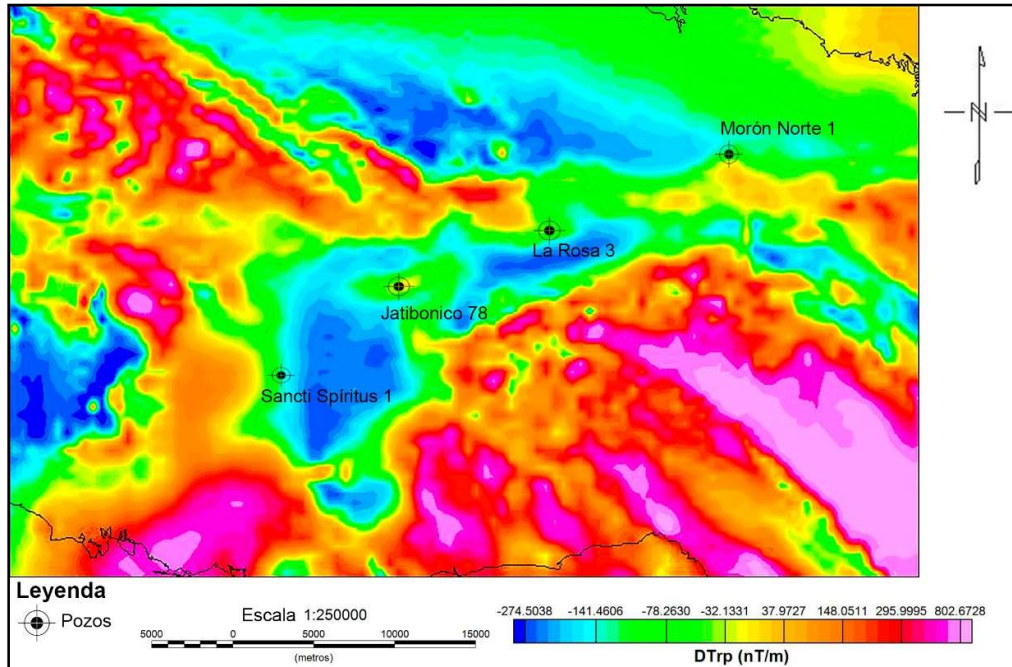 N
Morón Norte 1
La Rosa 3
Jatibonico 78
Sancti Spíritus 1
Leyenda
Pozos
Escala 1:250000
5000 0 5000 10000 15000
(metros)
-274.5038 -141.4606 -78.2630 -32.1331 37.9727 148.0511 295.9995 802.6728
DTrp (nT/m)